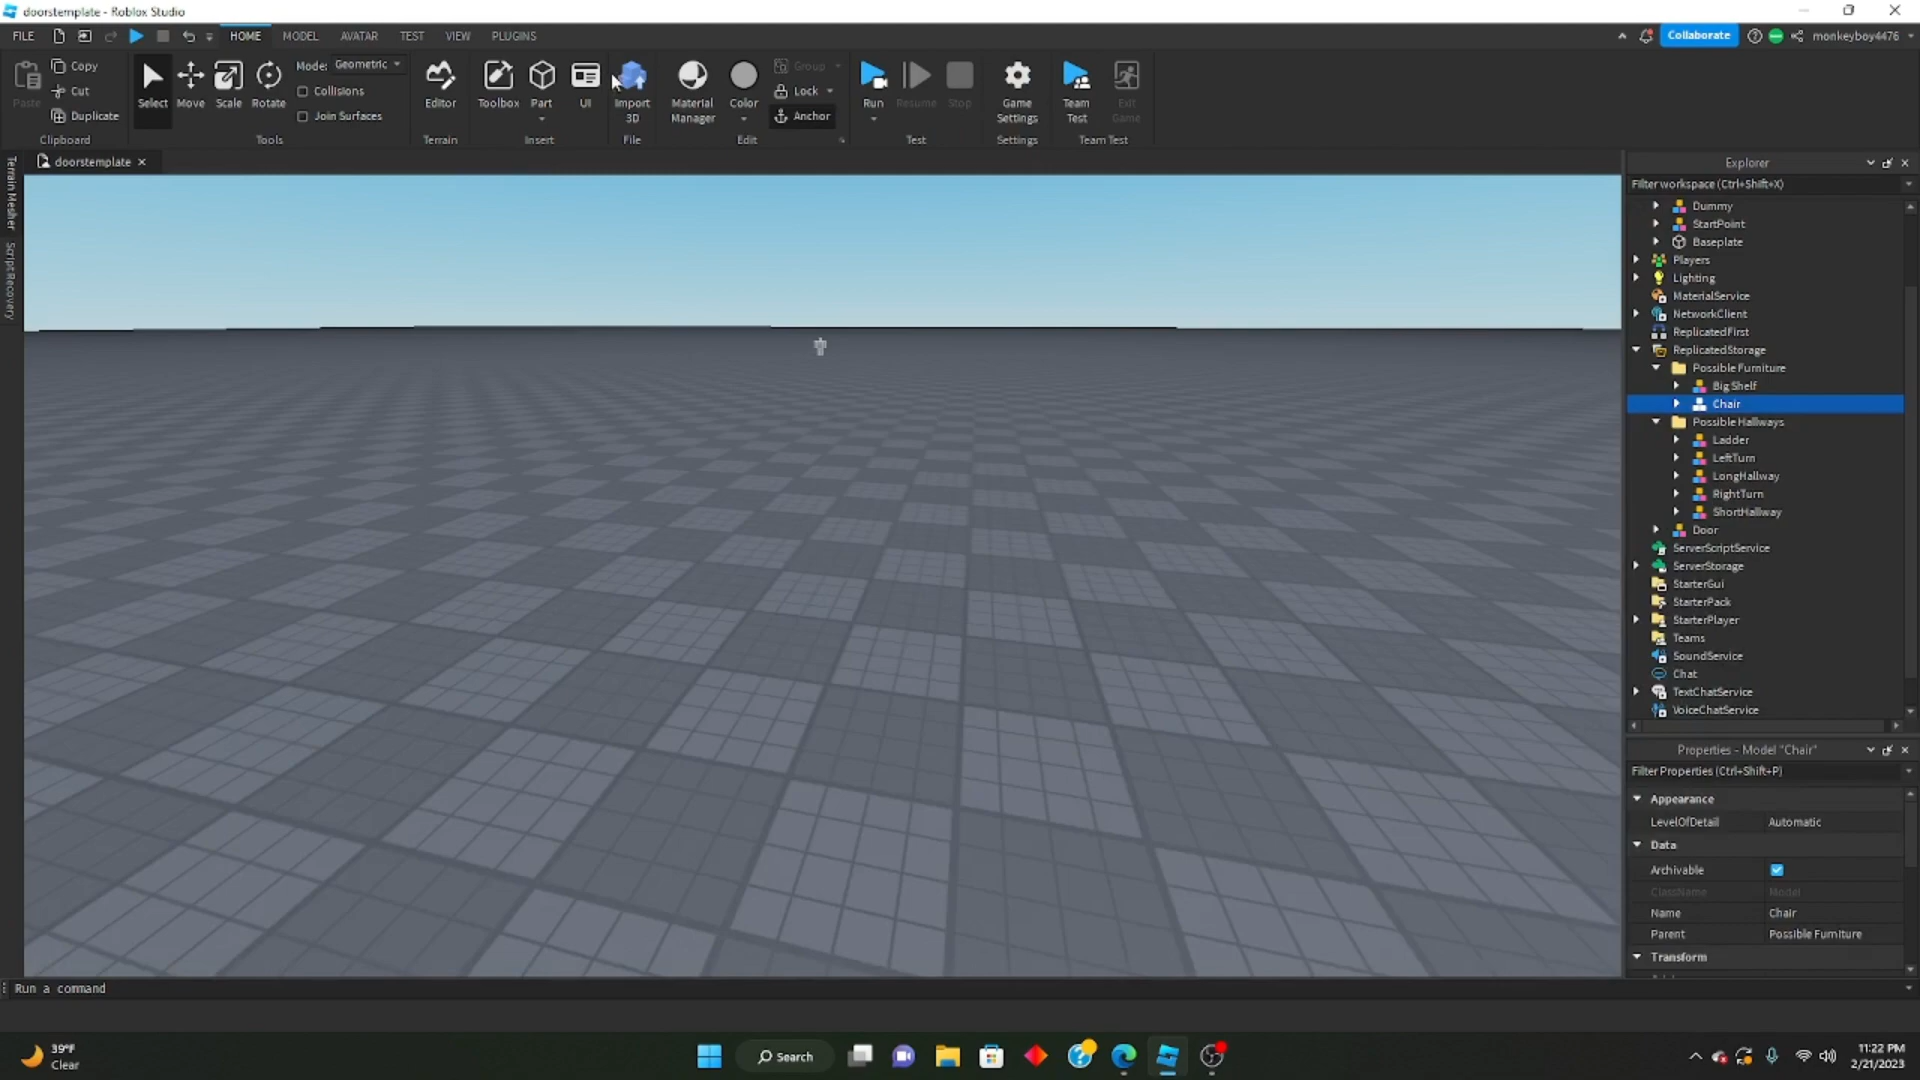 doorstemplate - Roblox Studio
FILE HOME MODEL AVATAR TEST VIEW PLUGINS Collaborate monkeyboy4476
Paste Copy Cut Duplicate Clipboard
Select Move Scale Rotate Mode: Geometric Collisions Join Surfaces Tools
Editor Terrain
Toolbox Part UI Insert
Import 3D File
Material Manager Color Group Lock Anchor Edit
Run Resume Stop Test
Game Settings Settings
Team Test Exit Game Team Test
doorstemplate
Terrain Mesher
Script Recovery
Explorer
Filter workspace (Ctrl+Shift+X)
Dummy
StartPoint
Baseplate
Players
Lighting
MaterialService
NetworkClient
ReplicatedFirst
ReplicatedStorage
Possible Furniture
Big Shelf
Chair
Possible Hallways
Ladder
LeftTurn
LongHallway
RightTurn
ShortHallway
Door
ServerScriptService
ServerStorage
StarterGui
StarterPack
StarterPlayer
Teams
SoundService
Chat
TextChatService
VoiceChatService
Properties - Model "Chair"
Filter Properties (Ctrl+Shift+P)
Appearance
LevelOfDetail Automatic
Data
Archivable
ClassName Model
Name Chair
Parent Possible Furniture
Transform
Run a command
39°F
Clear
Search
11:22 PM
2/21/2023